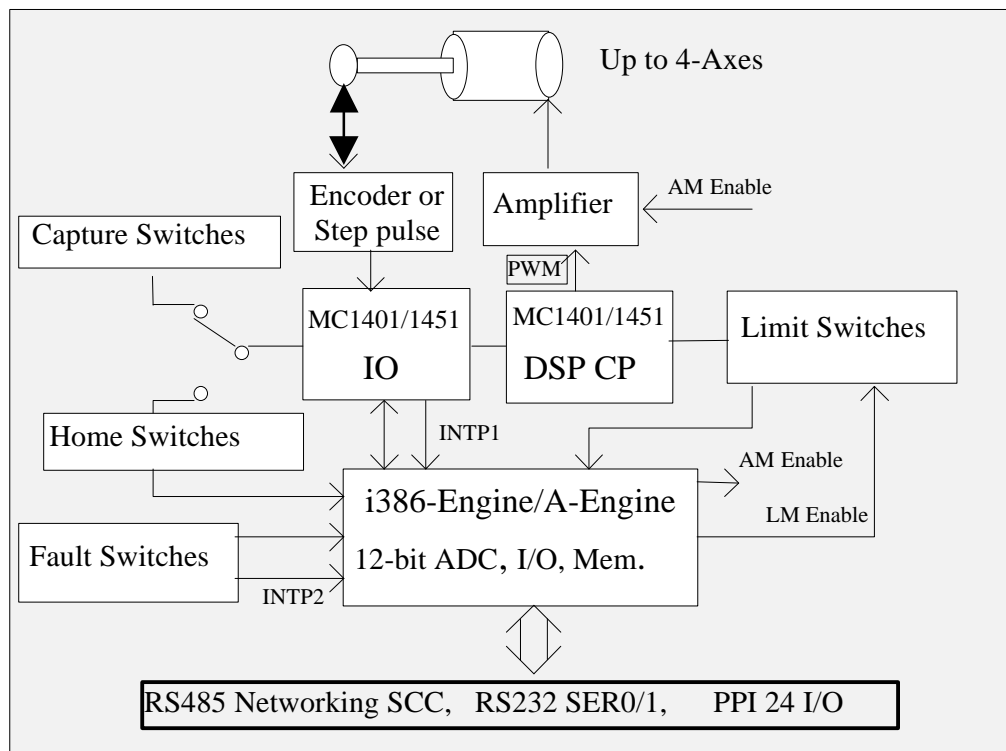 Up to 4-Axes
Encoder or
Step pulse
Amplifier
AM Enable
Capture Switches
PWM
MC1401/1451
IO
MC1401/1451
DSP CP
Limit Switches
Home Switches
INTP1
AM Enable
i386-Engine/A-Engine
12-bit ADC, I/O, Mem.
LM Enable
Fault Switches
INTP2
RS485 Networking SCC, RS232 SER0/1, PPI 24 I/O